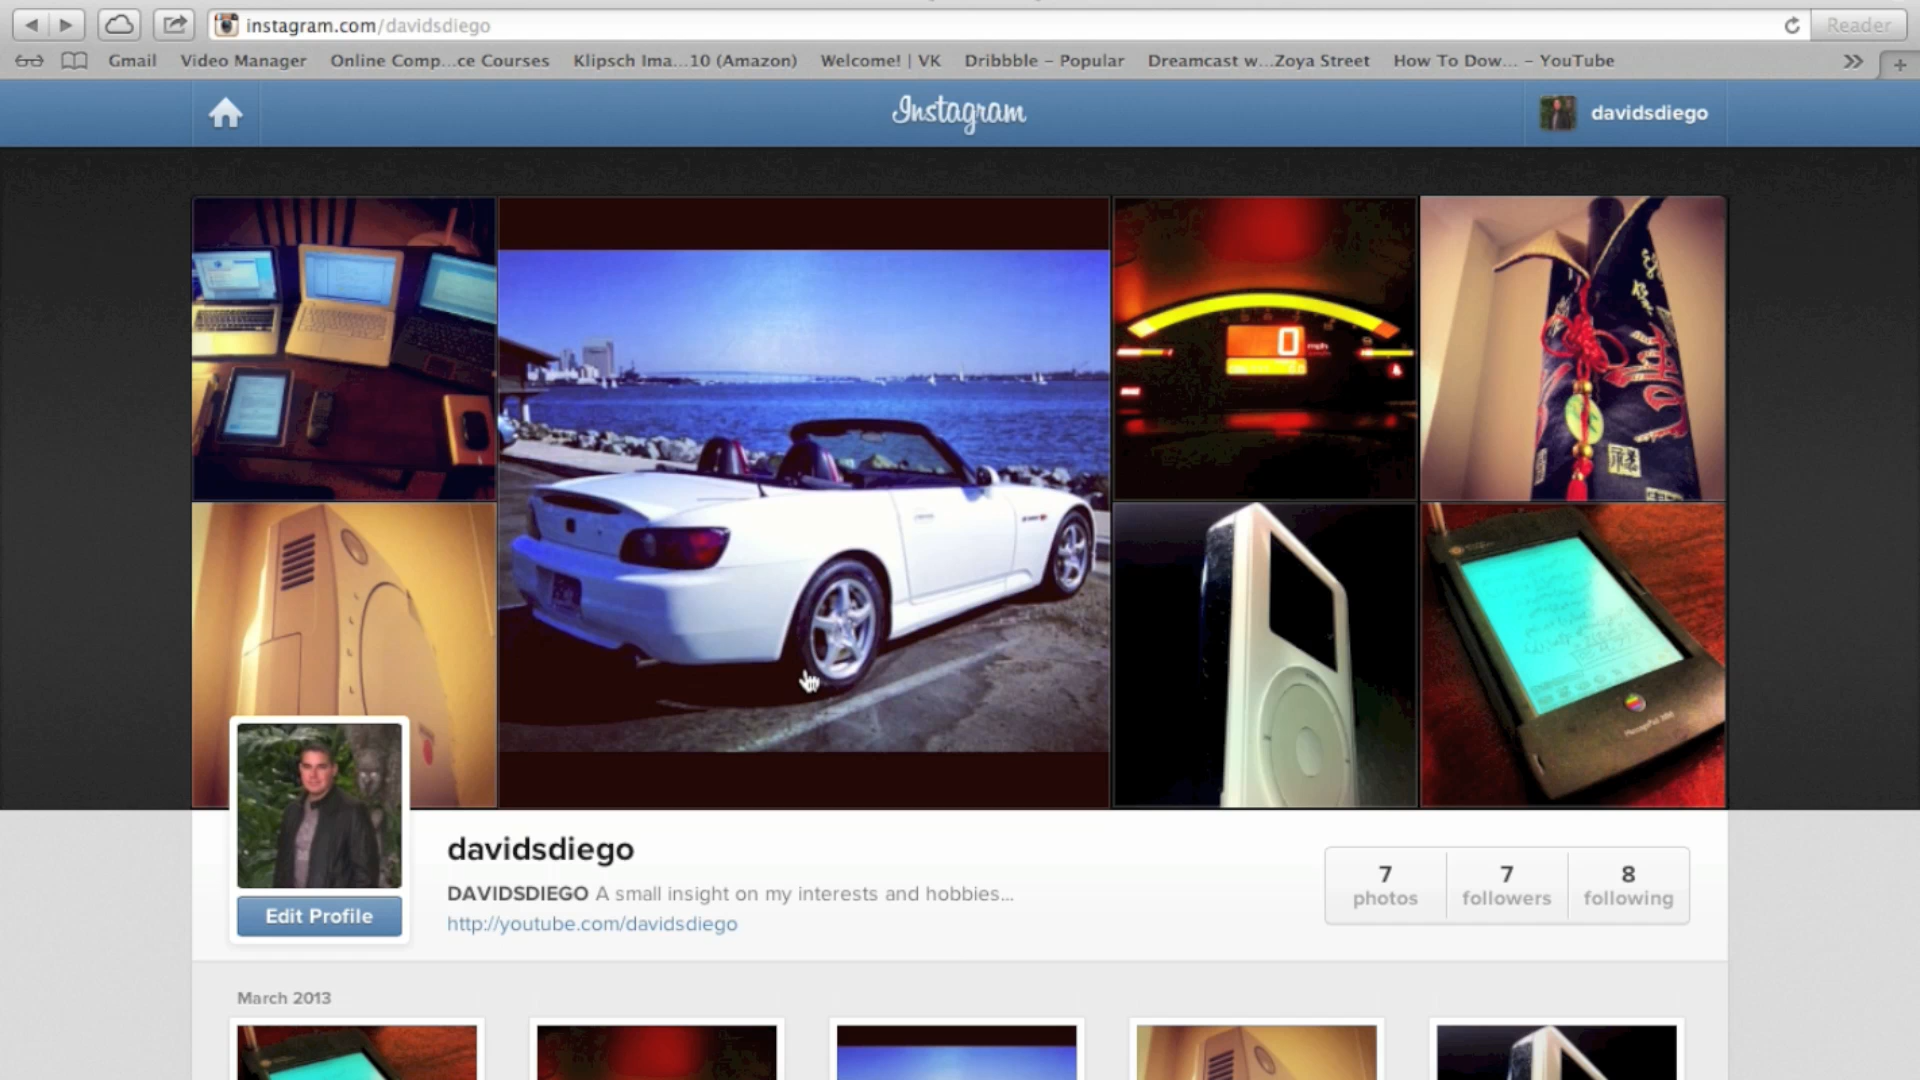 instagram.com/davidsdiego
Reader
Gmail Video Manager Online Comp...ce Courses Klipsch Ima...10 (Amazon) Welcome! | VK Dribbble – Popular Dreamcast w...Zoya Street How To Dow... – YouTube
Instagram
davidsdiego
0
mph
davidsdiego
DAVIDSDIEGO A small insight on my interests and hobbies...
http://youtube.com/davidsdiego
Edit Profile
7 photos
7 followers
8 following
March 2013